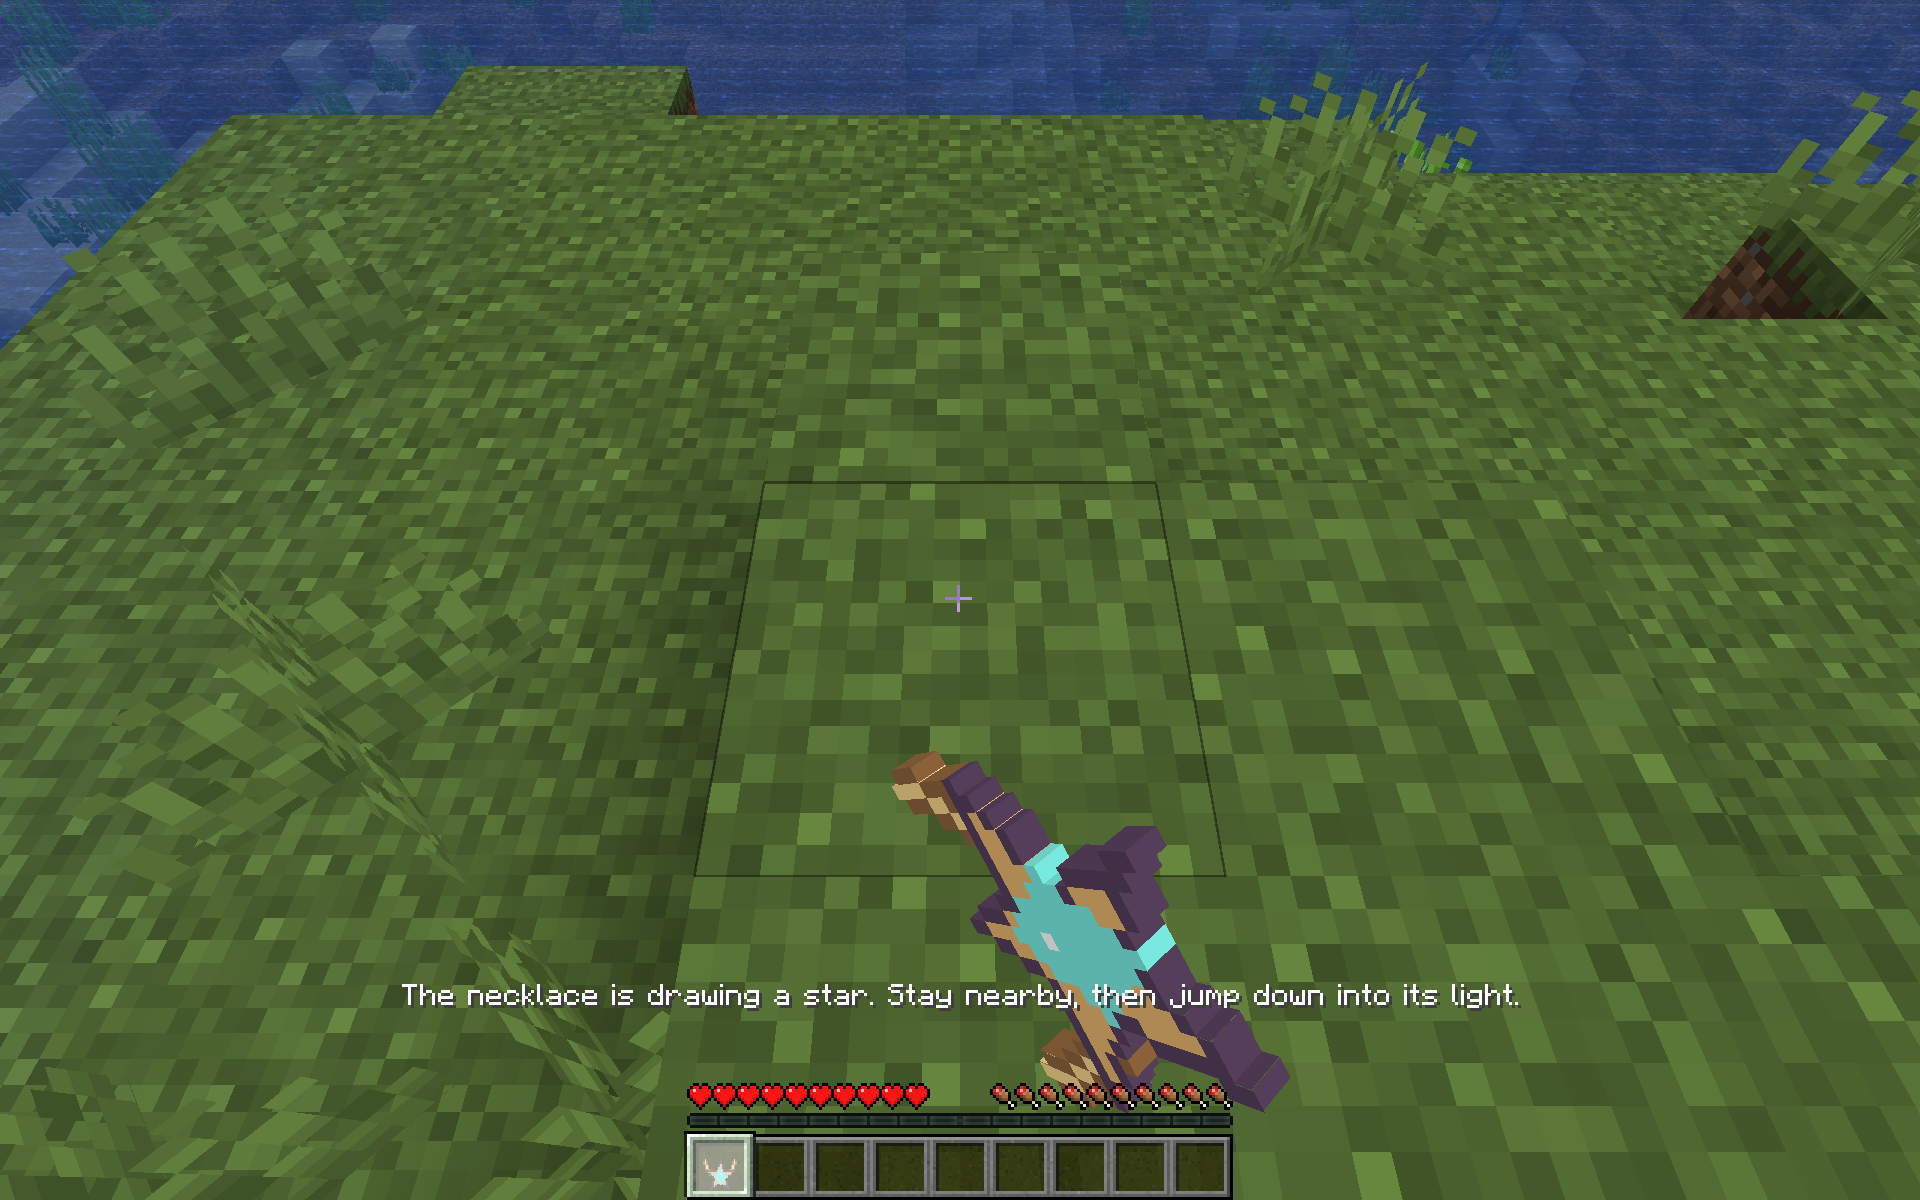 The necklace is drawing a star. Stay nearby, then jump down into its light.